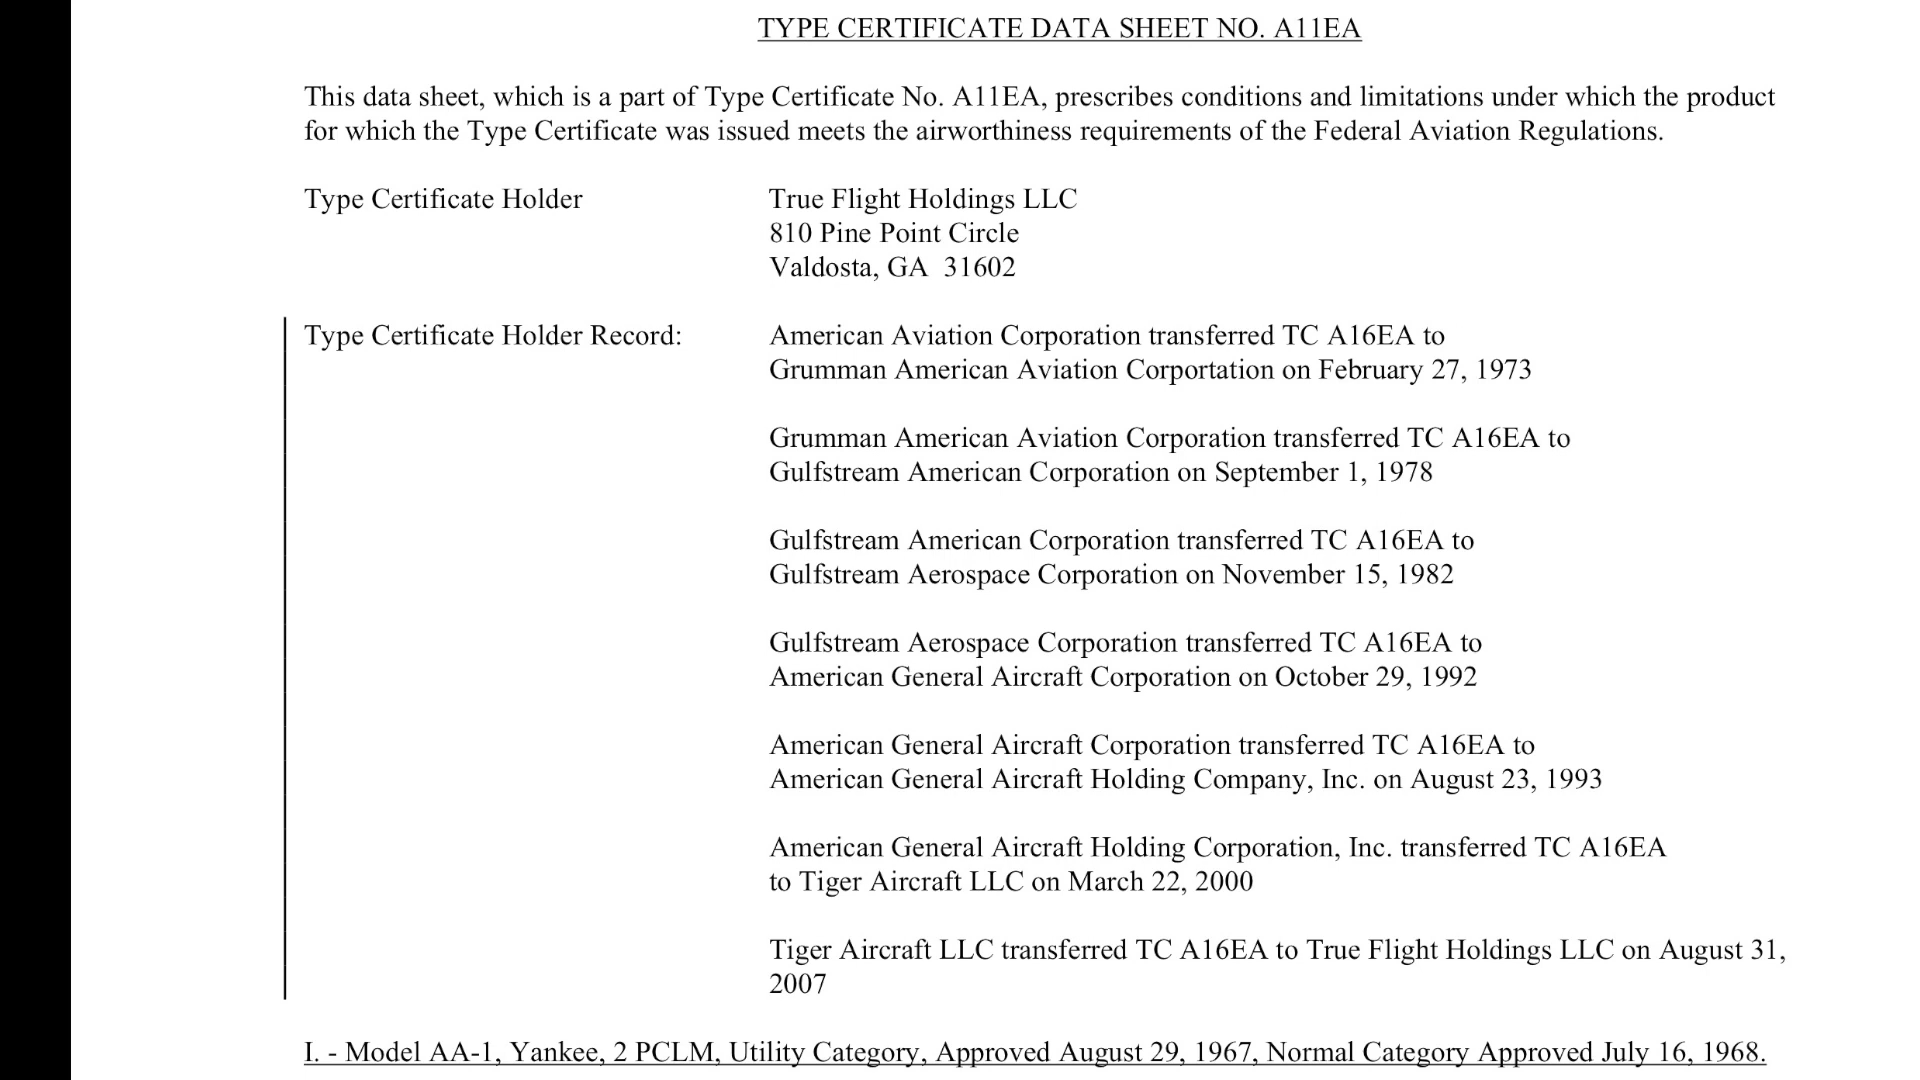 TYPE CERTIFICATE DATA SHEET NO. A11EA
This data sheet, which is a part of Type Certificate No. A11EA, prescribes conditions and limitations under which the product
for which the Type Certificate was issued meets the airworthiness requirements of the Federal Aviation Regulations.
Type Certificate Holder True Flight Holdings LLC
810 Pine Point Circle
Valdosta, GA 31602
Type Certificate Holder Record: American Aviation Corporation transferred TC A16EA to
Grumman American Aviation Corportation on February 27, 1973
Grumman American Aviation Corporation transferred TC A16EA to
Gulfstream American Corporation on September 1, 1978
Gulfstream American Corporation transferred TC A16EA to
Gulfstream Aerospace Corporation on November 15, 1982
Gulfstream Aerospace Corporation transferred TC A16EA to
American General Aircraft Corporation on October 29, 1992
American General Aircraft Corporation transferred TC A16EA to
American General Aircraft Holding Company, Inc. on August 23, 1993
American General Aircraft Holding Corporation, Inc. transferred TC A16EA
to Tiger Aircraft LLC on March 22, 2000
Tiger Aircraft LLC transferred TC A16EA to True Flight Holdings LLC on August 31,
2007
I. - Model AA-1, Yankee, 2 PCLM, Utility Category, Approved August 29, 1967, Normal Category Approved July 16, 1968.